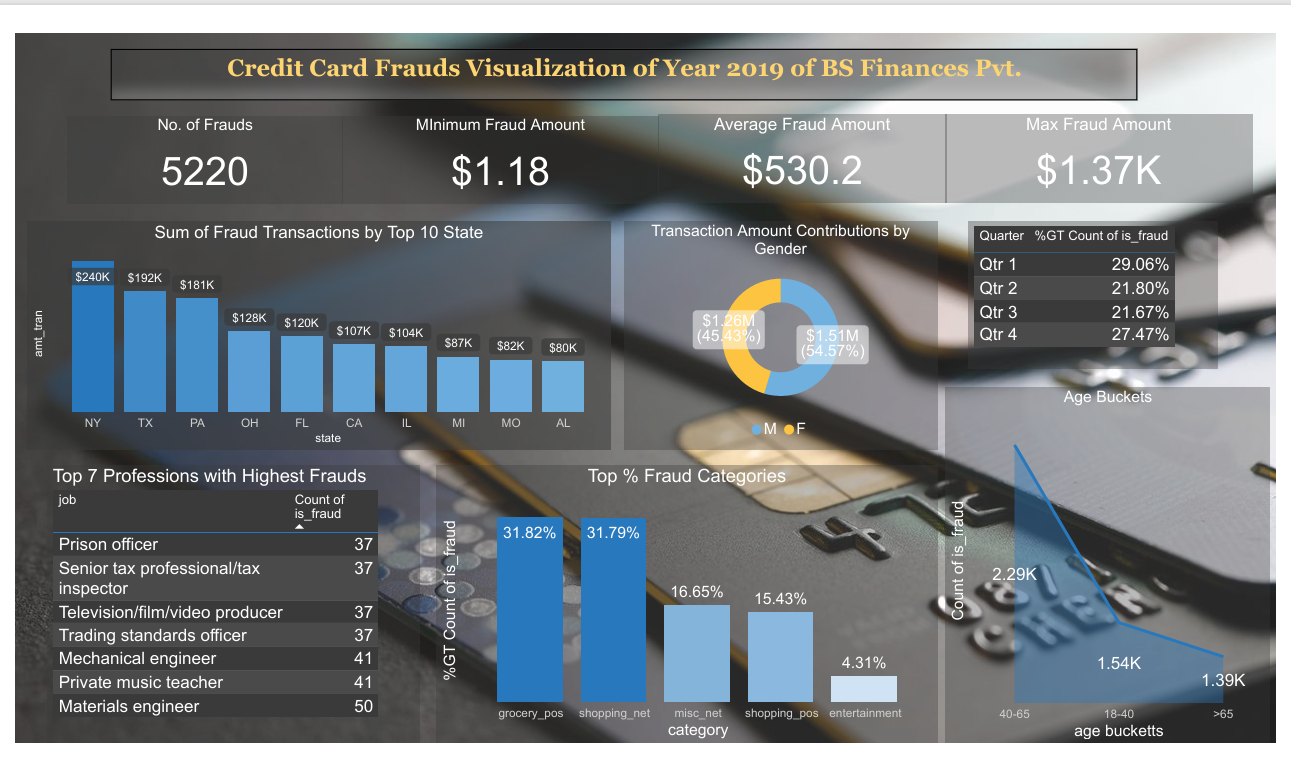 Credit Card Frauds Visualization of Year 2019 of BS Finances Pvt.
No. of Frauds
5220
MInimum Fraud Amount
$1.18
Average Fraud Amount
$530.2
Max Fraud Amount
$1.37K
Sum of Fraud Transactions by Top 10 State
amt_tran
$240K $192K $181K $128K $120K $107K $104K $87K $82K $80K
NY TX PA OH FL CA IL MI MO AL
state
Transaction Amount Contributions by
Gender
$1.26M
(45.43%)
$1.51M
(54.57%)
M F
Quarter %GT Count of is_fraud
Qtr 1 29.06%
Qtr 2 21.80%
Qtr 3 21.67%
Qtr 4 27.47%
Top 7 Professions with Highest Frauds
job Count of
is_fraud
Prison officer 37
Senior tax professional/tax 37
inspector
Television/film/video producer 37
Trading standards officer 37
Mechanical engineer 41
Private music teacher 41
Materials engineer 50
Top % Fraud Categories
%GT Count of is_fraud
31.82% 31.79% 16.65% 15.43% 4.31%
grocery_pos shopping_net misc_net shopping_pos entertainment
category
Age Buckets
Count of is_fraud
2.29K
1.54K
1.39K
40-65 18-40 >65
age bucketts